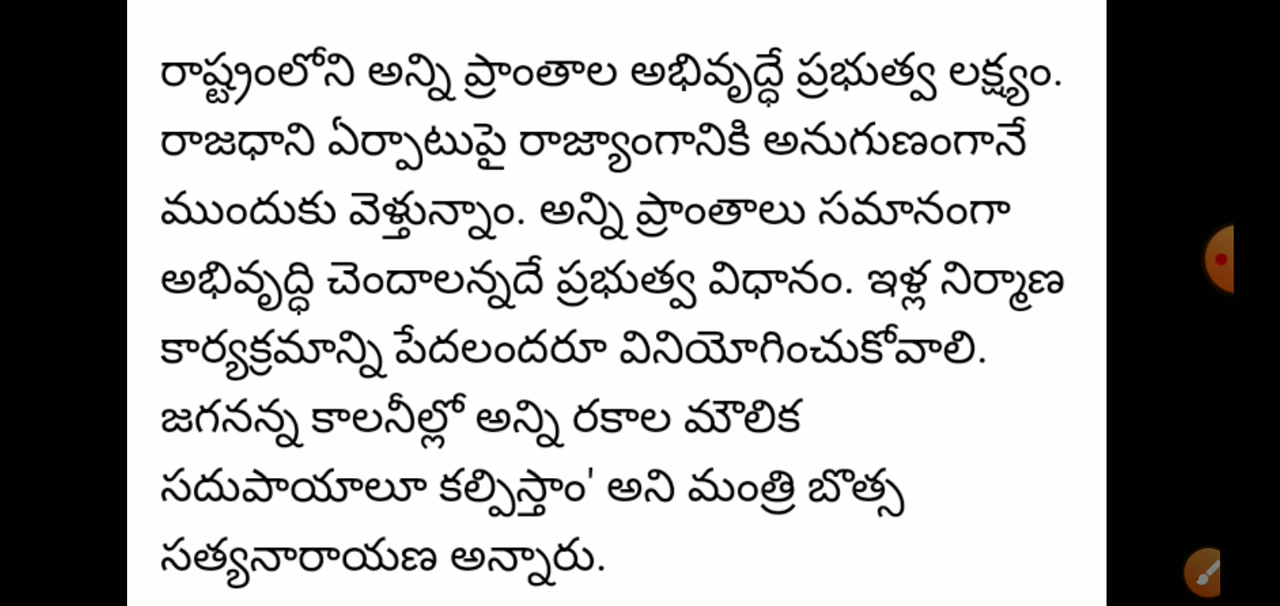 రాష్ట్రంలోని అన్ని ప్రాంతాల అభివృద్ధే ప్రభుత్వ లక్ష్యం.
రాజధాని ఏర్పాటుపై రాజ్యాంగానికి అనుగుణంగానే
ముందుకు వెళ్తున్నాం. అన్ని ప్రాంతాలు సమానంగా
అభివృద్ధి చెందాలన్నదే ప్రభుత్వ విధానం. ఇళ్ల నిర్మాణ
కార్యక్రమాన్ని పేదలందరూ వినియోగించుకోవాలి.
జగనన్న కాలనీల్లో అన్ని రకాల మౌలిక
సదుపాయాలూ కల్పిస్తాం' అని మంత్రి బొత్స
సత్యనారాయణ అన్నారు.